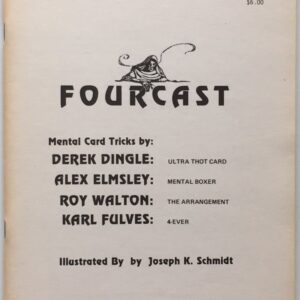 $6.00
FOURCAST
Mental Card Tricks by:
DEREK DINGLE: ULTRA THOT CARD
ALEX ELMSLEY: MENTAL BOXER
ROY WALTON: THE ARRANGEMENT
KARL FULVES: 4-EVER
Illustrated By by Joseph K. Schmidt